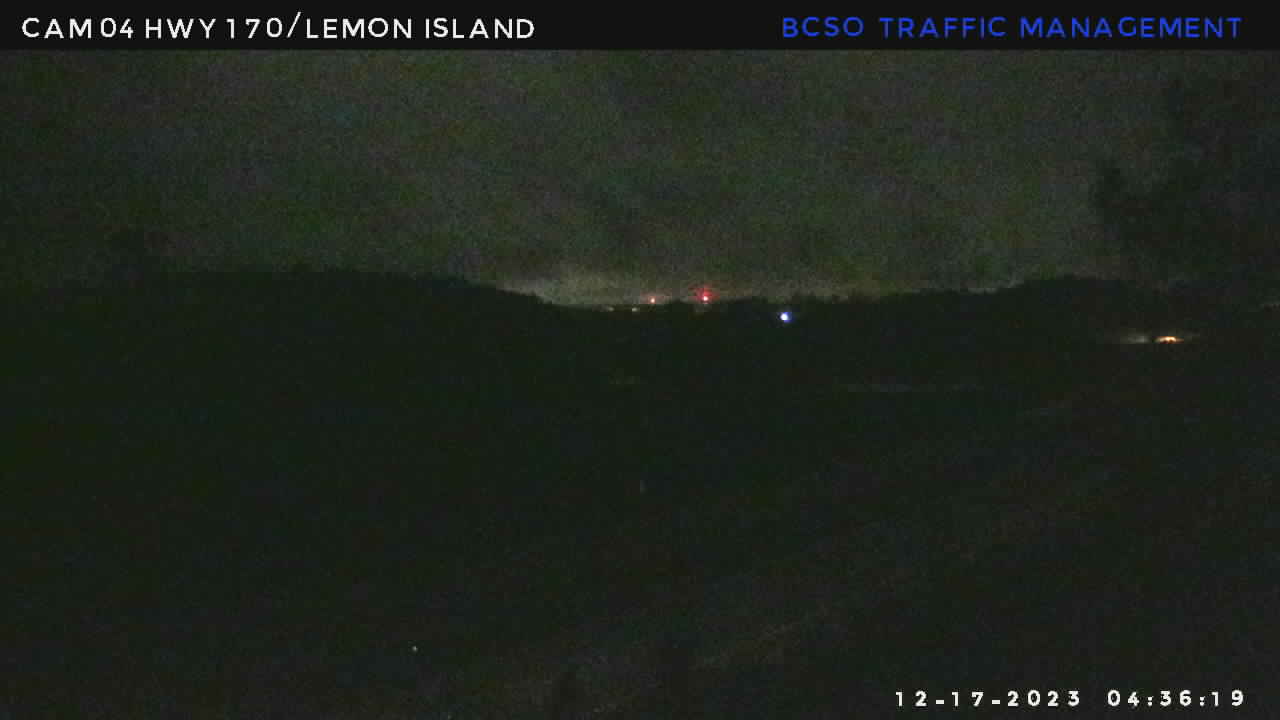 CAM04 HWY 170/LEMON ISLAND
BCSO TRAFFIC MANAGEMENT
12-17-2023 04:36:19